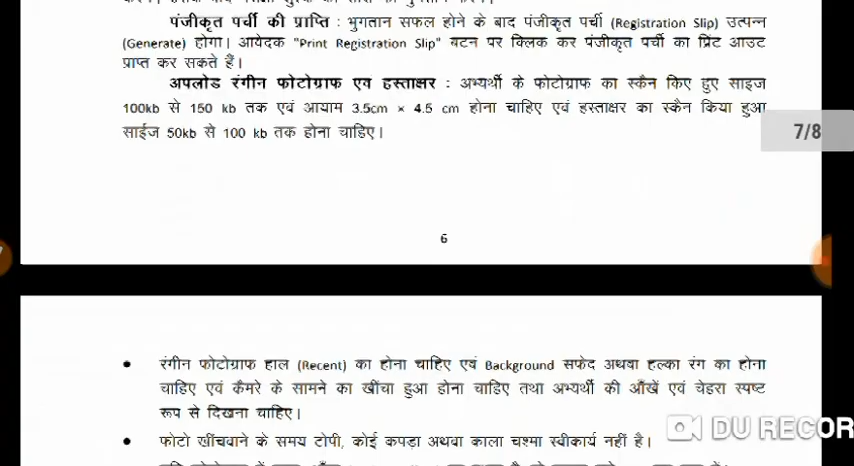 पंजीकृत पर्ची की प्राप्ति : भुगतान सफल होने के बाद पंजीकृत पर्ची (Registration Slip) उत्पन्न
(Generate) होगा। आवेदक "Print Registration Slip" बटन पर क्लिक कर पंजीकृत पर्ची का प्रिंट आउट
प्राप्त कर सकते हैं।
अपलोड रंगीन फोटोग्राफ एवं हस्ताक्षर : अभ्यर्थी के फोटोग्राफ का स्कैन किए हुए साइज
100kb से 150 kb तक एवं आयाम 3.5cm × 4.5 cm होना चाहिए एवं हस्ताक्षर का स्कैन किया हुआ
साईज 50kb से 100 kb तक होना चाहिए।
7/8
6
• रंगीन फोटोग्राफ हाल (Recent) का होना चाहिए एवं Background सफेद अथवा हल्का रंग का होना
चाहिए एवं कैमरे के सामने का खींचा हुआ होना चाहिए तथा अभ्यर्थी की आँखें एवं चेहरा स्पष्ट
रूप से दिखना चाहिए।
• फोटो खींचवाने के समय टोपी, कोई कपड़ा अथवा काला चश्मा स्वीकार्य नहीं है।
DU RECOR